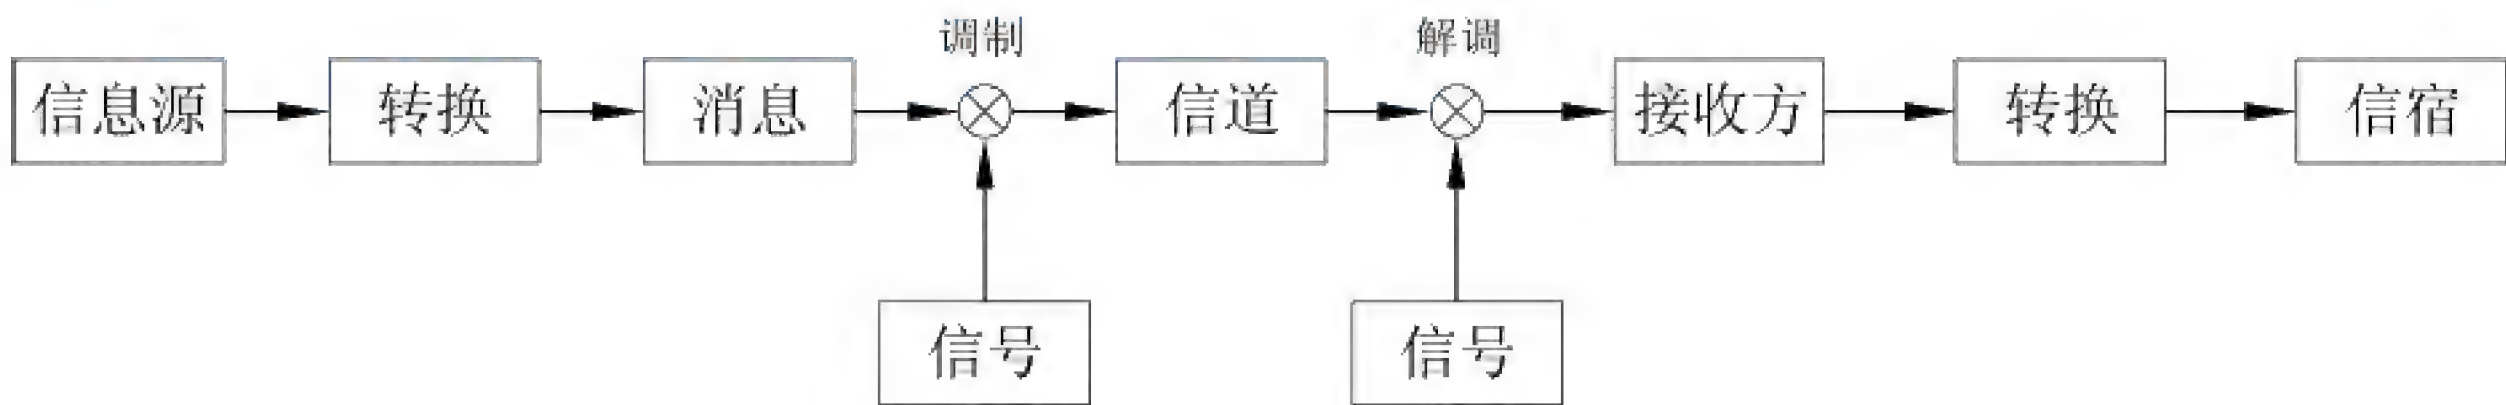 调制 解调
信息源 转换 消息 信道 接收方 转换 信宿
信号 信号